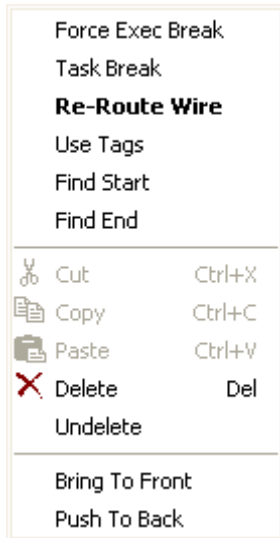 Force Exec Break
Task Break
Re-Route Wire
Use Tags
Find Start
Find End
Cut Ctrl+X
Copy Ctrl+C
Paste Ctrl+V
Delete Del
Undelete
Bring To Front
Push To Back